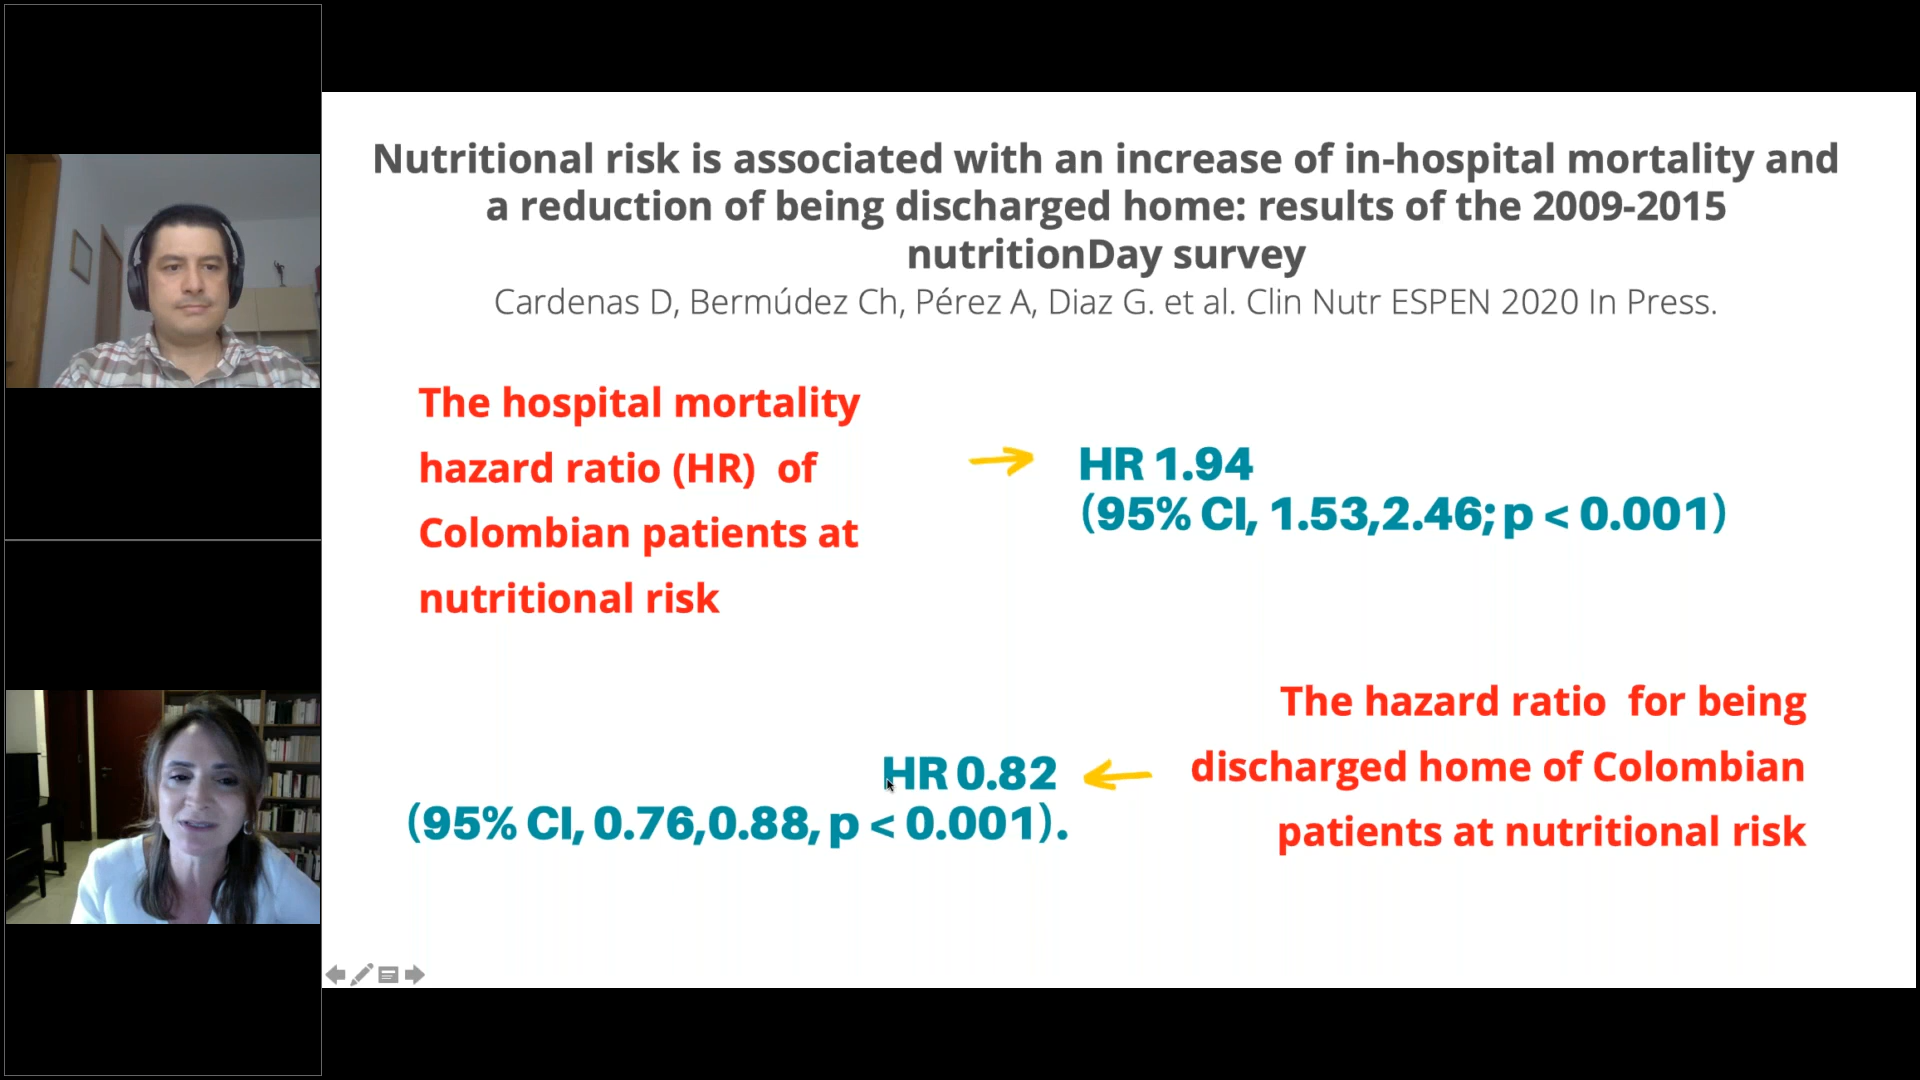 Nutritional risk is associated with an increase of in-hospital mortality and
a reduction of being discharged home: results of the 2009-2015
nutritionDay survey
Cardenas D, Bermúdez Ch, Pérez A, Diaz G. et al. Clin Nutr ESPEN 2020 In Press.
The hospital mortality
hazard ratio (HR) of
Colombian patients at
nutritional risk
HR 1.94
(95% CI, 1.53,2.46; p < 0.001)
The hazard ratio for being
discharged home of Colombian
patients at nutritional risk
HR 0.82
(95% CI, 0.76,0.88, p < 0.001).